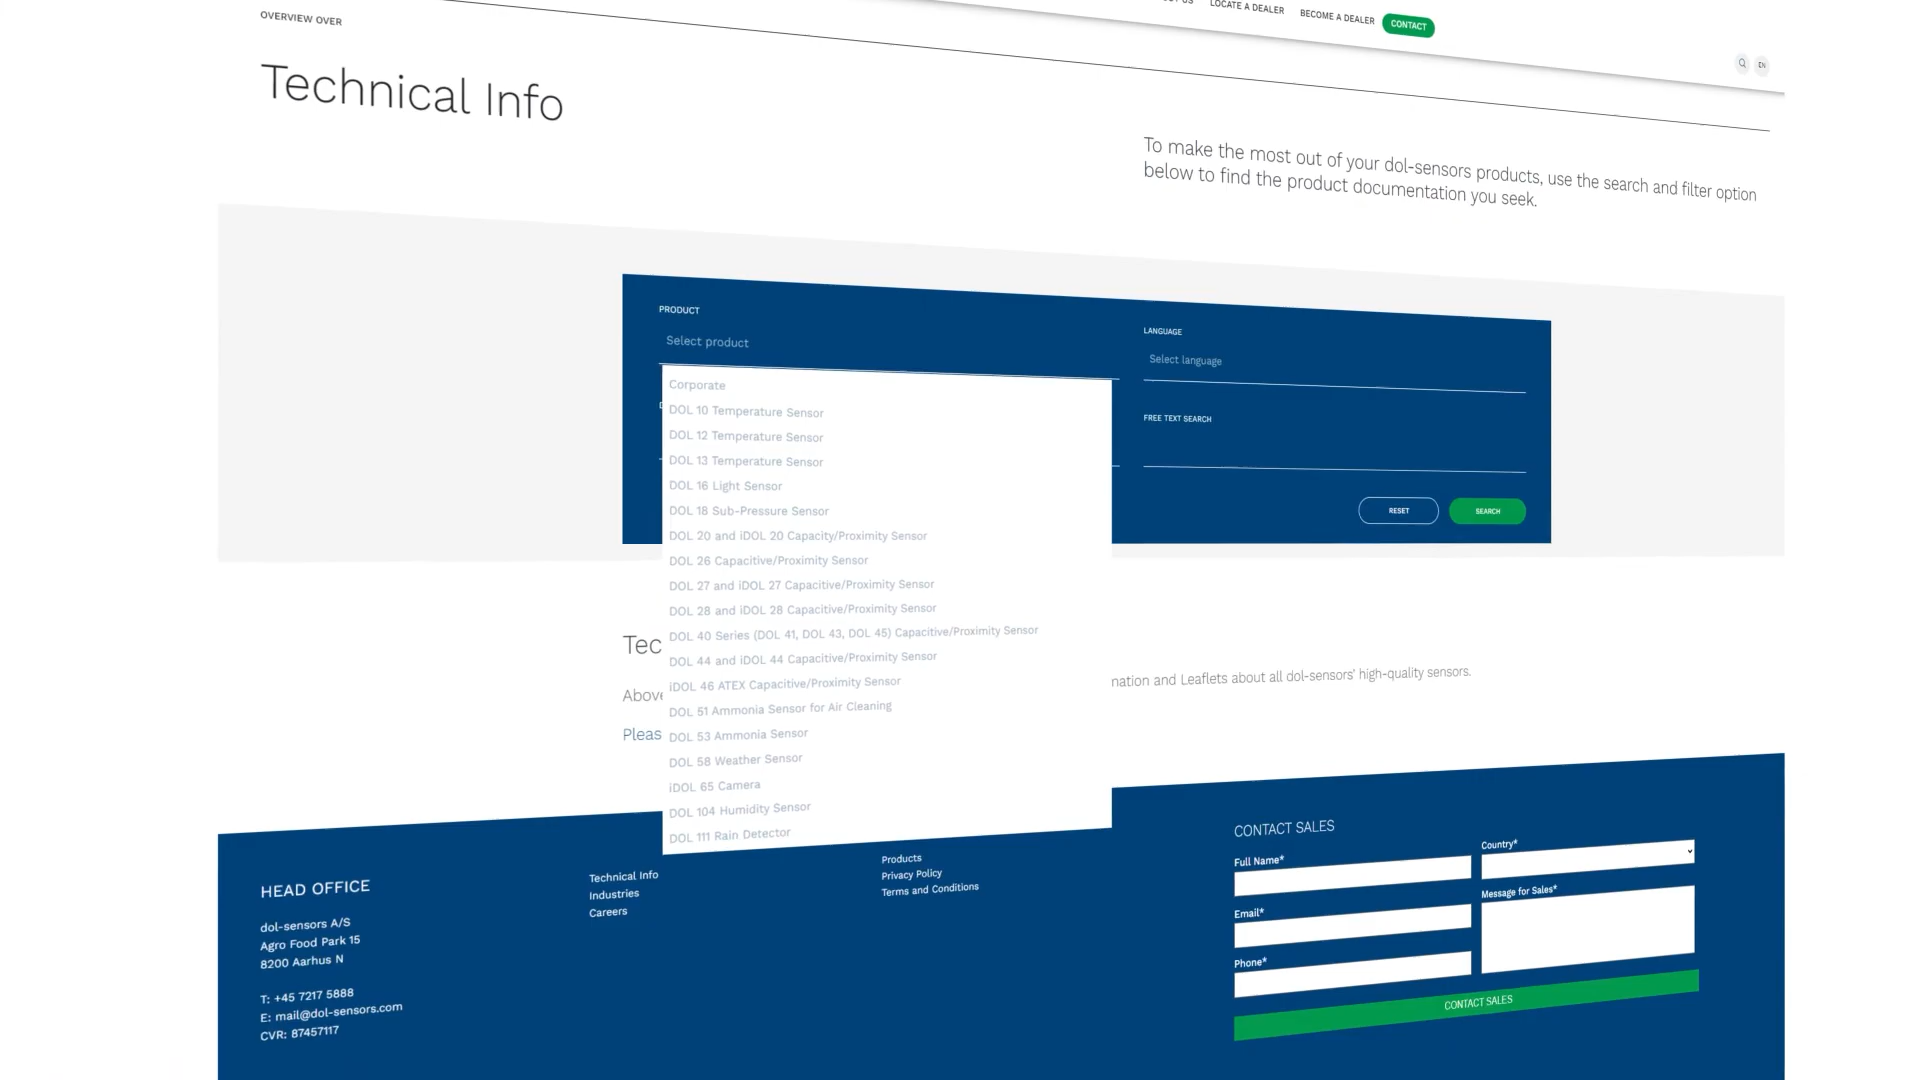 US LOCATE A DEALER BECOME A DEALER CONTACT
EN
OVERVIEW OVER
Technical Info
To make the most out of your dol-sensors products, use the search and filter option
below to find the product documentation you seek.
PRODUCT
Select product
LANGUAGE
Select language
FREE TEXT SEARCH
RESET SEARCH
Corporate
DOL 10 Temperature Sensor
DOL 12 Temperature Sensor
DOL 13 Temperature Sensor
DOL 16 Light Sensor
DOL 18 Sub-Pressure Sensor
DOL 20 and iDOL 20 Capacity/Proximity Sensor
DOL 26 Capacitive/Proximity Sensor
DOL 27 and iDOL 27 Capacitive/Proximity Sensor
DOL 28 and iDOL 28 Capacitive/Proximity Sensor
DOL 40 Series (DOL 41, DOL 43, DOL 45) Capacitive/Proximity Sensor
DOL 44 and iDOL 44 Capacitive/Proximity Sensor
iDOL 46 ATEX Capacitive/Proximity Sensor
DOL 51 Ammonia Sensor for Air Cleaning
DOL 53 Ammonia Sensor
DOL 58 Weather Sensor
iDOL 65 Camera
DOL 104 Humidity Sensor
DOL 111 Rain Detector
Tec
Above
nation and Leaflets about all dol-sensors' high-quality sensors.
Pleas
HEAD OFFICE
dol-sensors A/S
Agro Food Park 15
8200 Aarhus N
T: +45 7217 5888
E: mail@dol-sensors.com
CVR: 87457117
Technical Info
Industries
Careers
Products
Privacy Policy
Terms and Conditions
CONTACT SALES
Full Name*
Email*
Phone*
Country*
Message for Sales*
CONTACT SALES